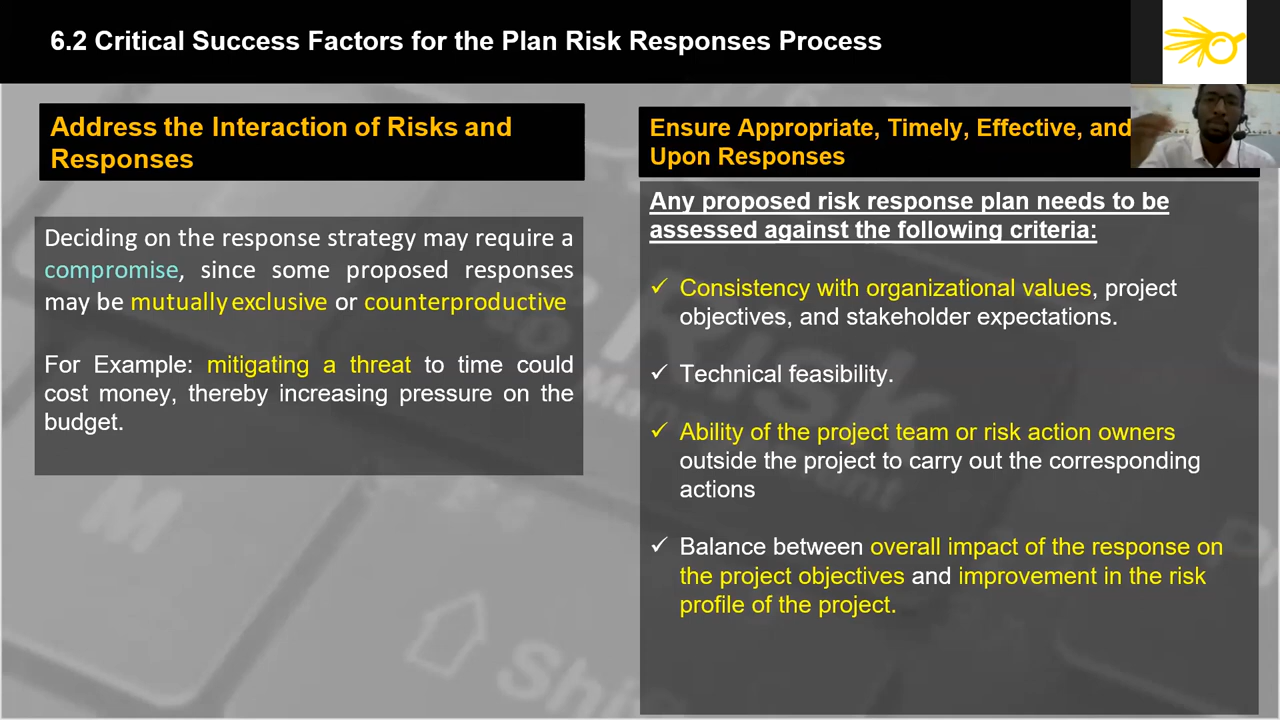 6.2 Critical Success Factors for the Plan Risk Responses Process
Address the Interaction of Risks and
Responses
Deciding on the response strategy may require a
compromise, since some proposed responses
may be mutually exclusive or counterproductive
For Example: mitigating a threat to time could
cost money, thereby increasing pressure on the
budget.
Ensure Appropriate, Timely, Effective, and
Upon Responses
Any proposed risk response plan needs to be
assessed against the following criteria:
✓ Consistency with organizational values, project
objectives, and stakeholder expectations.
✓ Technical feasibility.
✓ Ability of the project team or risk action owners
outside the project to carry out the corresponding
actions
✓ Balance between overall impact of the response on
the project objectives and improvement in the risk
profile of the project.
Risk
M
Shi